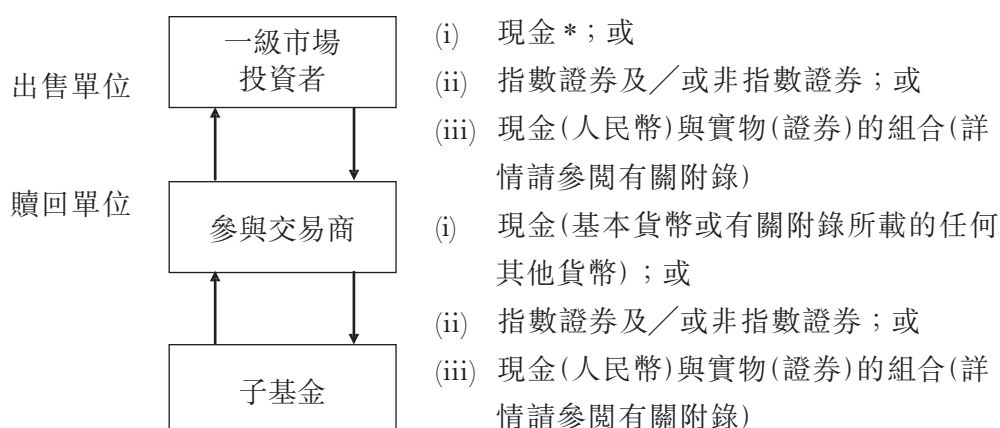 一級市場
投資者
出售單位
(i) 現金*；或
(ii) 指數證券及╱或非指數證券；或
(iii) 現金(人民幣)與實物(證券)的組合(詳
情請參閱有關附錄)
贖回單位
參與交易商
(i) 現金(基本貨幣或有關附錄所載的任何
其他貨幣)；或
(ii) 指數證券及╱或非指數證券；或
(iii) 現金(人民幣)與實物(證券)的組合(詳
情請參閱有關附錄)
子基金